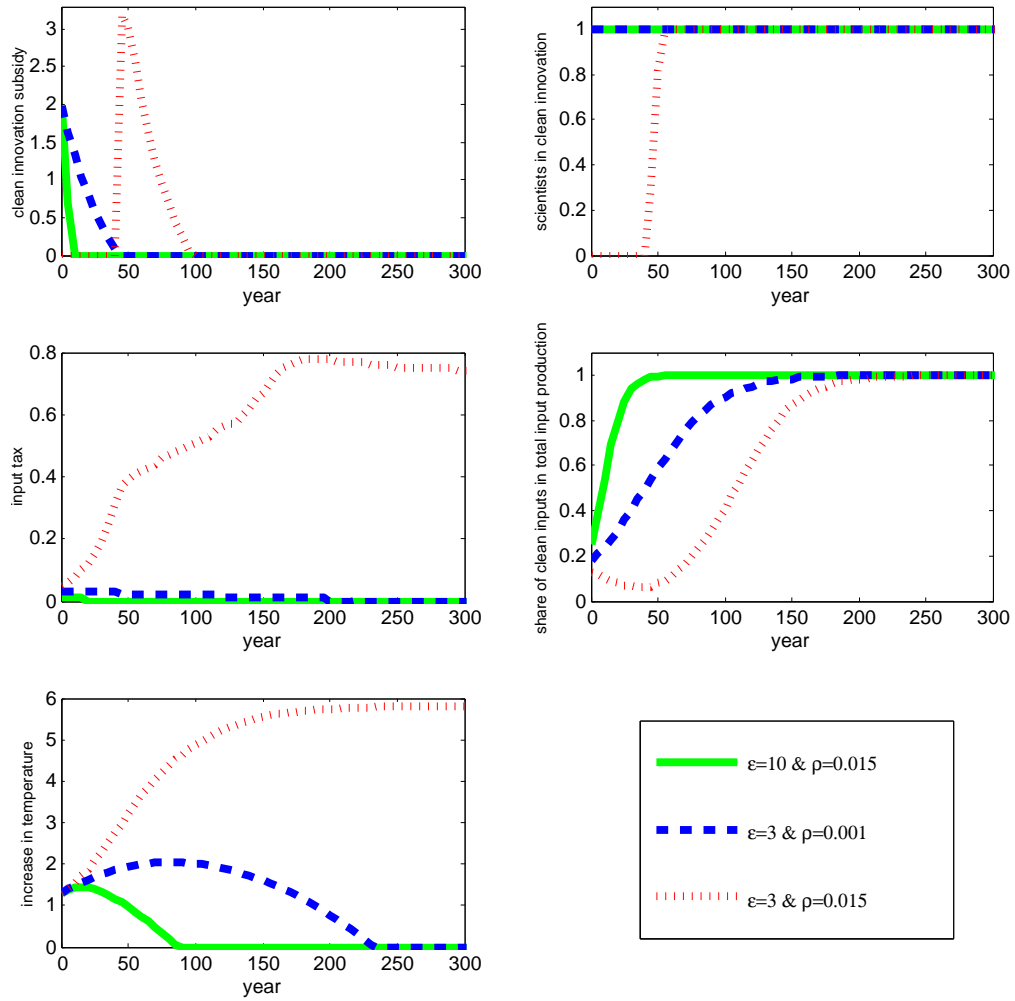 clean innovation subsidy
3
2.5
2
1.5
1
0.5
0
0 50 100 150 200 250 300
year
scientists in clean innovation
1
0.8
0.6
0.4
0.2
0
0 50 100 150 200 250 300
year
input tax
0.8
0.6
0.4
0.2
0
0 50 100 150 200 250 300
year
share of clean inputs in total input production
1
0.8
0.6
0.4
0.2
0
0 50 100 150 200 250 300
year
increase in temperature
6
5
4
3
2
1
0
0 50 100 150 200 250 300
year
ε=10 & ρ=0.015
ε=3 & ρ=0.001
ε=3 & ρ=0.015